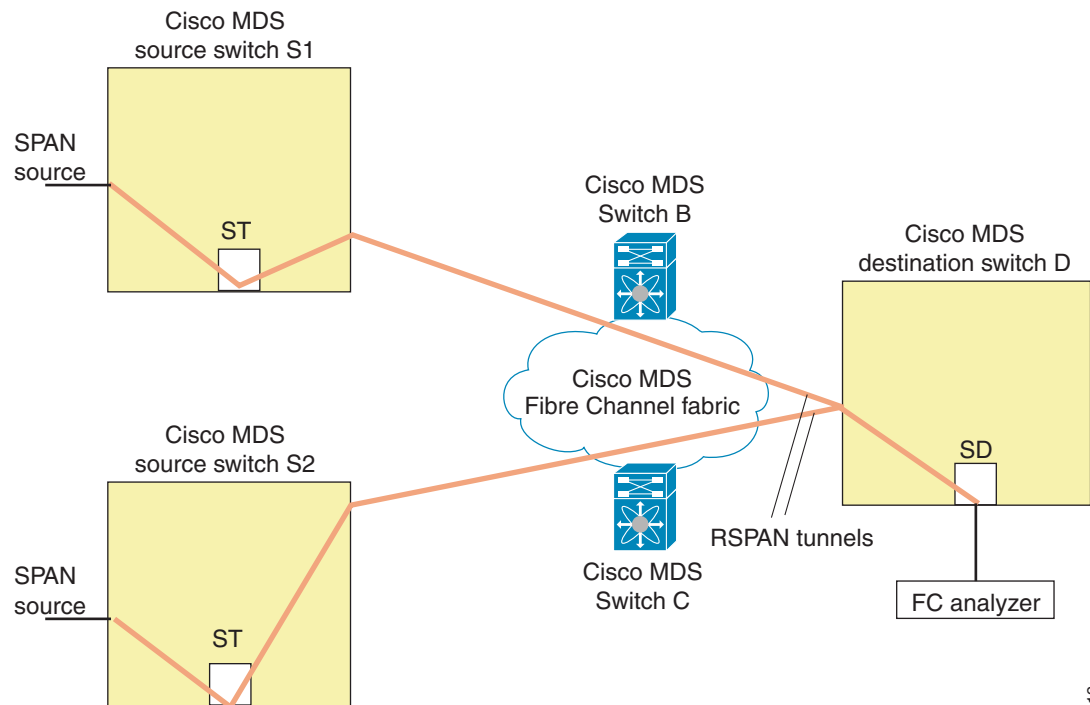 Cisco MDS
source switch S1
SPAN
source
ST
Cisco MDS
Switch B
Cisco MDS
destination switch D
Cisco MDS
Fibre Channel fabric
Cisco MDS
source switch S2
SD
RSPAN tunnels
Cisco MDS
Switch C
FC analyzer
SPAN
source
ST